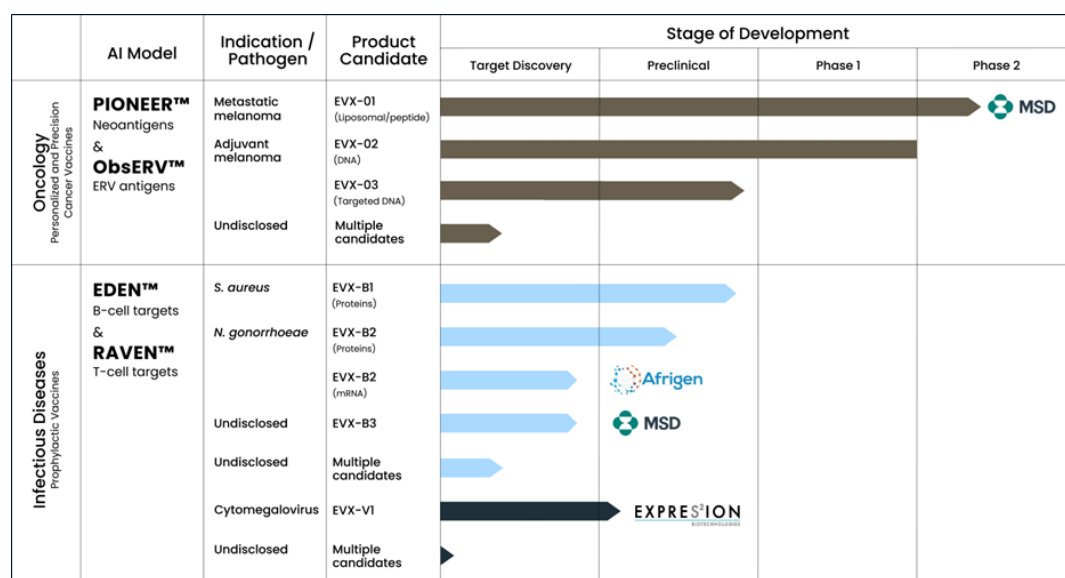 AI Model
Indication /
Pathogen
Product
Candidate
Stage of Development
Target Discovery
Preclinical
Phase 1
Phase 2
Oncology
Personalized and Precision
Cancer Vaccines
PIONEER™
Neoantigens
&
ObsERV™
ERV antigens
Metastatic
melanoma
EVX-01
(Liposomal/peptide)
MSD
Adjuvant
melanoma
EVX-02
(DNA)
EVX-03
(Targeted DNA)
Undisclosed
Multiple
candidates
Infectious Diseases
Prophylactic Vaccines
EDEN™
B-cell targets
&
RAVEN™
T-cell targets
S. aureus
EVX-B1
(Proteins)
N. gonorrhoeae
EVX-B2
(Proteins)
EVX-B2
(mRNA)
Afrigen
Undisclosed
EVX-B3
MSD
Undisclosed
Multiple
candidates
Cytomegalovirus
EVX-V1
EXPRES²ION
BIOTECHNOLOGIES
Undisclosed
Multiple
candidates